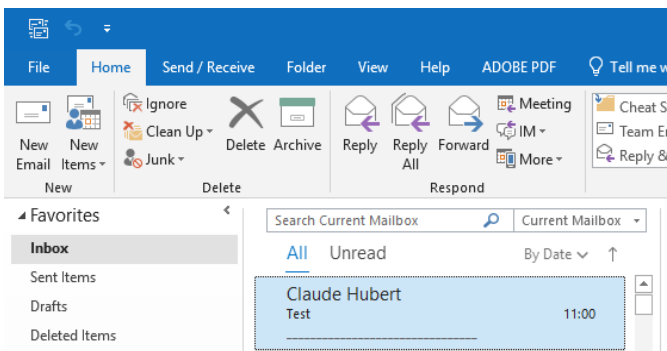 File Home Send / Receive Folder View Help ADOBE PDF Tell me w
Ignore Meeting Cheat S
Clean Up IM Team E
New New Delete Archive Reply Reply Forward
Email Items Junk All More Reply &
New Delete Respond
Favorites Search Current Mailbox Current Mailbox
Inbox All Unread By Date
Sent Items Claude Hubert
Drafts Test 11:00
Deleted Items